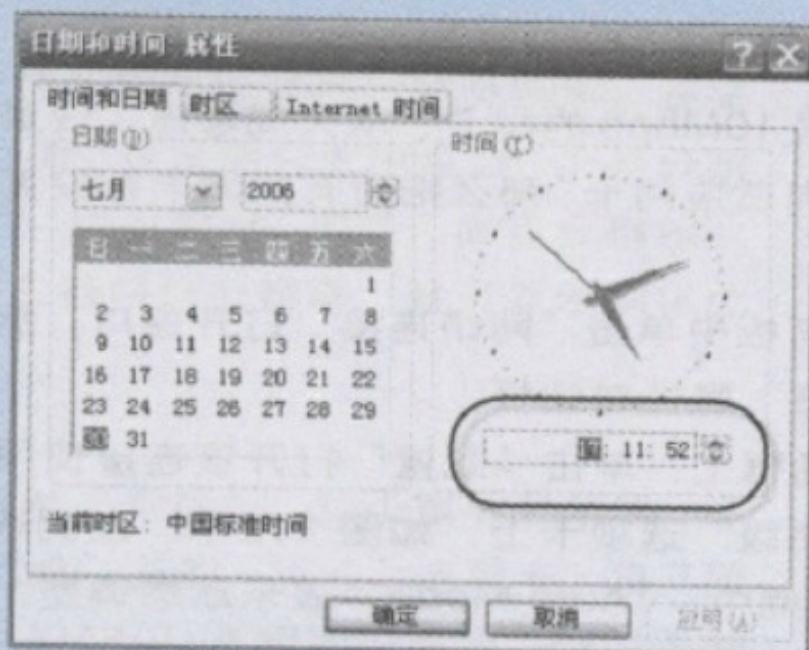 日期和时间 属性
时间和日期 时区 Internet 时间
日期(D)
时间(T)
七月 2006
日 一 二 三 四 五 六
1
2 3 4 5 6 7 8
9 10 11 12 13 14 15
16 17 18 19 20 21 22
23 24 25 26 27 28 29
31
: 11: 52
当前时区: 中国标准时间
确定 取消 应用(A)